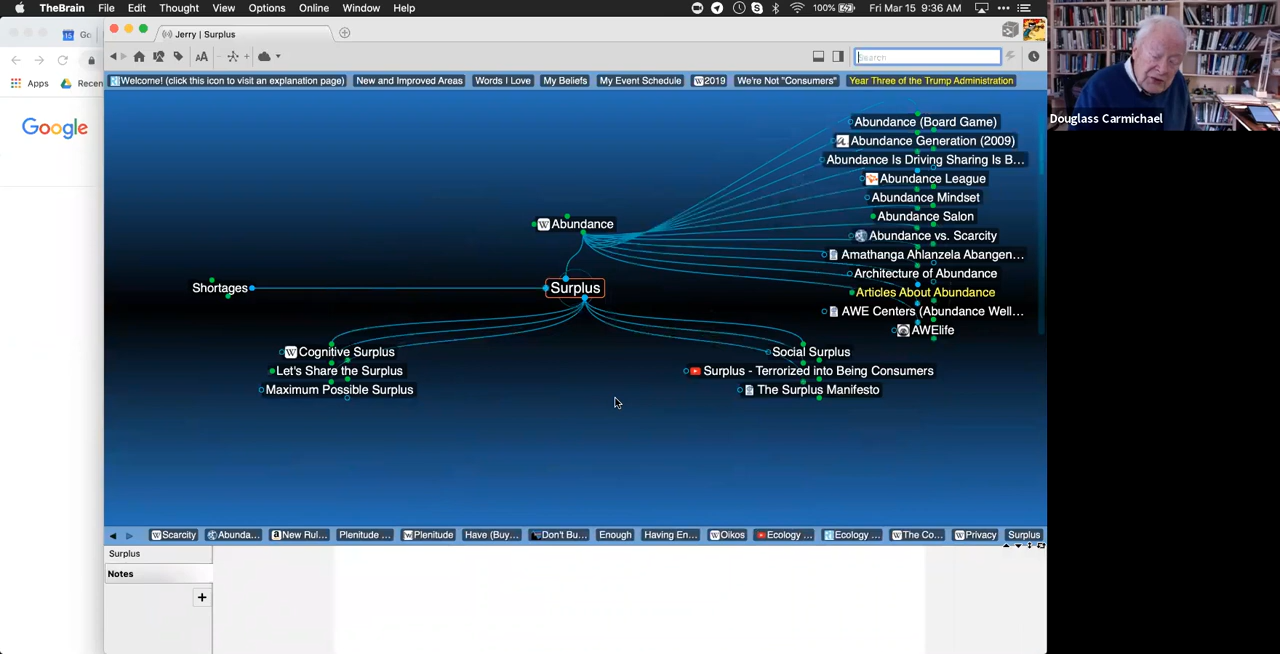 TheBrain File Edit Thought View Options Online Window Help
100% Fri Mar 15 9:36 AM
Jerry | Surplus
Apps
Recen
Google
AA
Search
Welcome! (click this icon to visit an explanation page) New and Improved Areas Words I Love My Beliefs My Event Schedule 2019 We're Not "Consumers" Year Three of the Trump Administration
Abundance (Board Game)
Abundance Generation (2009)
Abundance Is Driving Sharing Is B...
Abundance League
Abundance Mindset
Abundance Salon
Abundance vs. Scarcity
Amathanga Ahlanzela Abangen...
Architecture of Abundance
Articles About Abundance
AWE Centers (Abundance Well...
AWElife
Abundance
Shortages
Surplus
Cognitive Surplus
Let's Share the Surplus
Maximum Possible Surplus
Social Surplus
Surplus - Terrorized into Being Consumers
The Surplus Manifesto
Scarcity Abunda... New Rul... Plenitude ... Plenitude Have (Buy... Don't Bu... Enough Having En... Oikos Ecology ... Ecology ... The Co... Privacy Surplus
Surplus
Notes
Douglass Carmichael